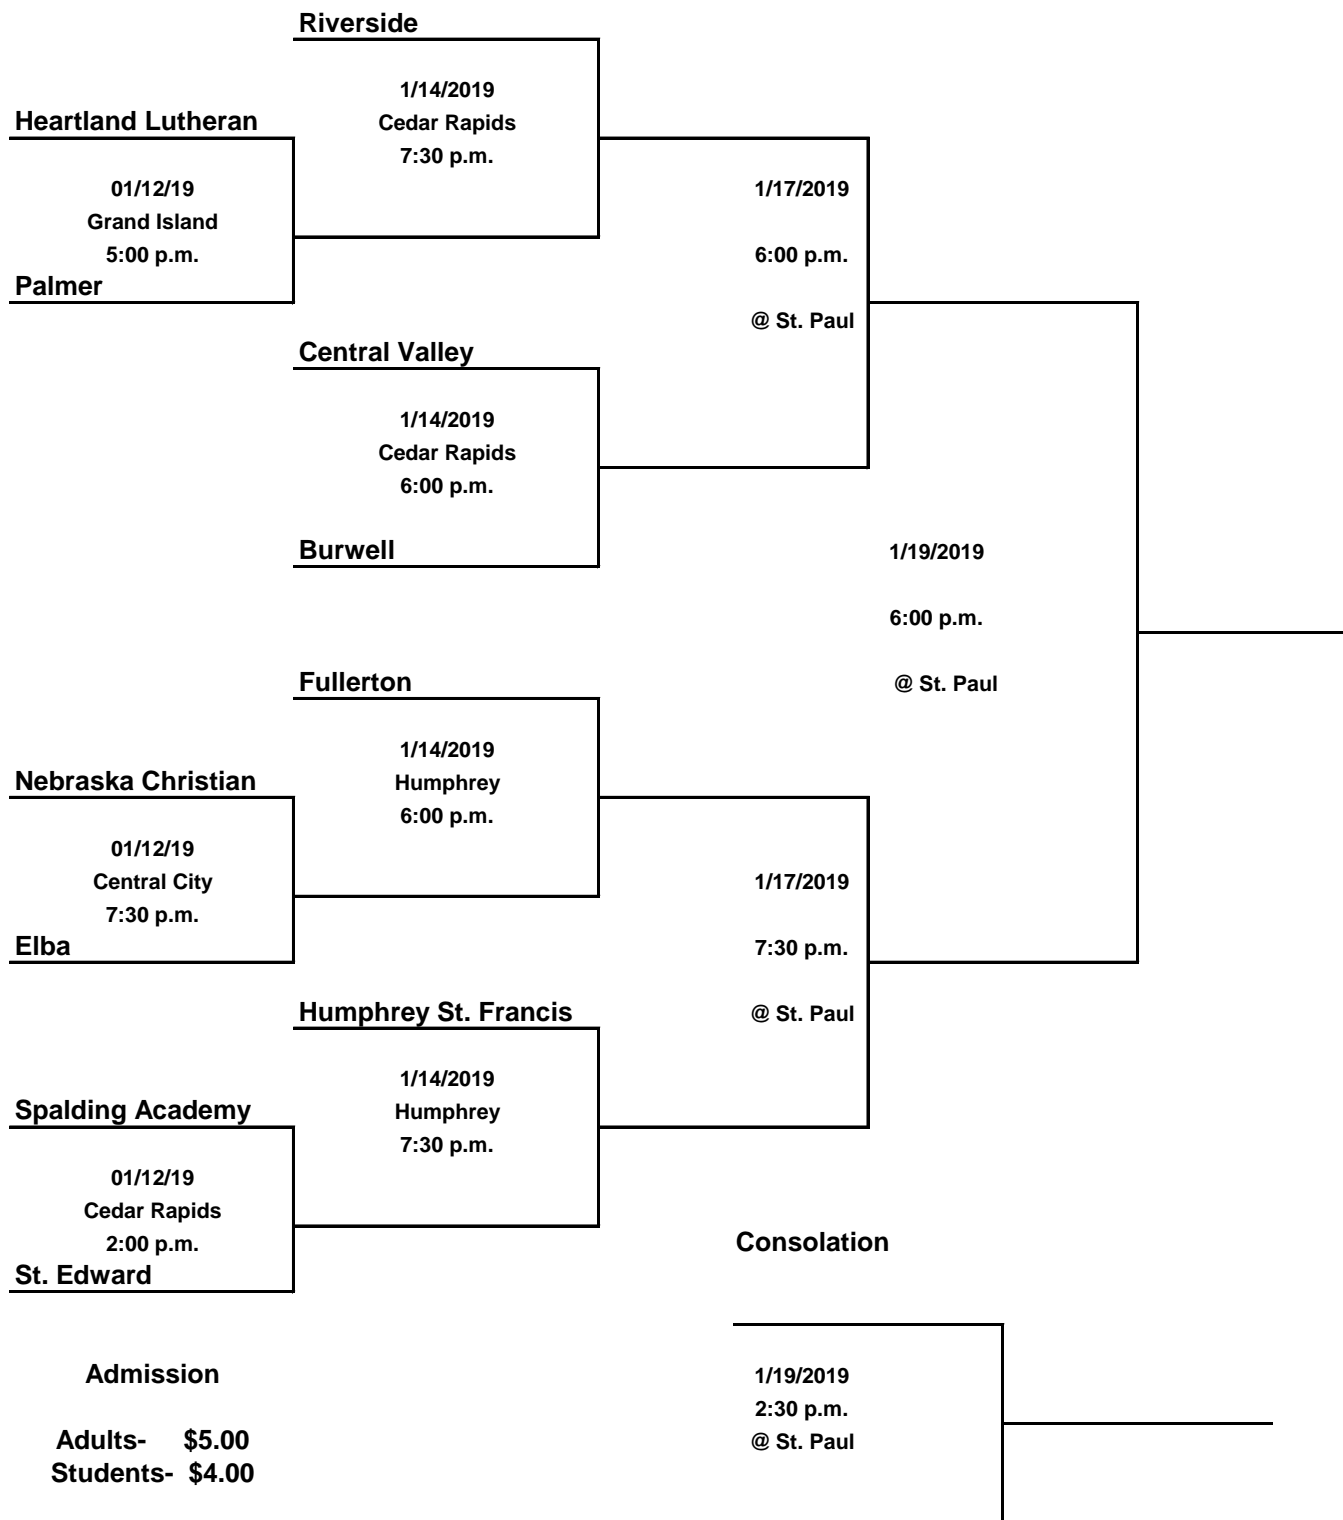 Riverside
1/14/2019
Cedar Rapids
7:30 p.m.
Heartland Lutheran
01/12/19
Grand Island
5:00 p.m.
Palmer
1/17/2019
6:00 p.m.
@ St. Paul
Central Valley
1/14/2019
Cedar Rapids
6:00 p.m.
Burwell
1/19/2019
6:00 p.m.
@ St. Paul
Fullerton
1/14/2019
Humphrey
6:00 p.m.
Nebraska Christian
01/12/19
Central City
7:30 p.m.
Elba
1/17/2019
7:30 p.m.
@ St. Paul
Humphrey St. Francis
1/14/2019
Humphrey
7:30 p.m.
Spalding Academy
01/12/19
Cedar Rapids
2:00 p.m.
St. Edward
Consolation
1/19/2019
2:30 p.m.
@ St. Paul
Admission
Adults- $5.00
Students- $4.00